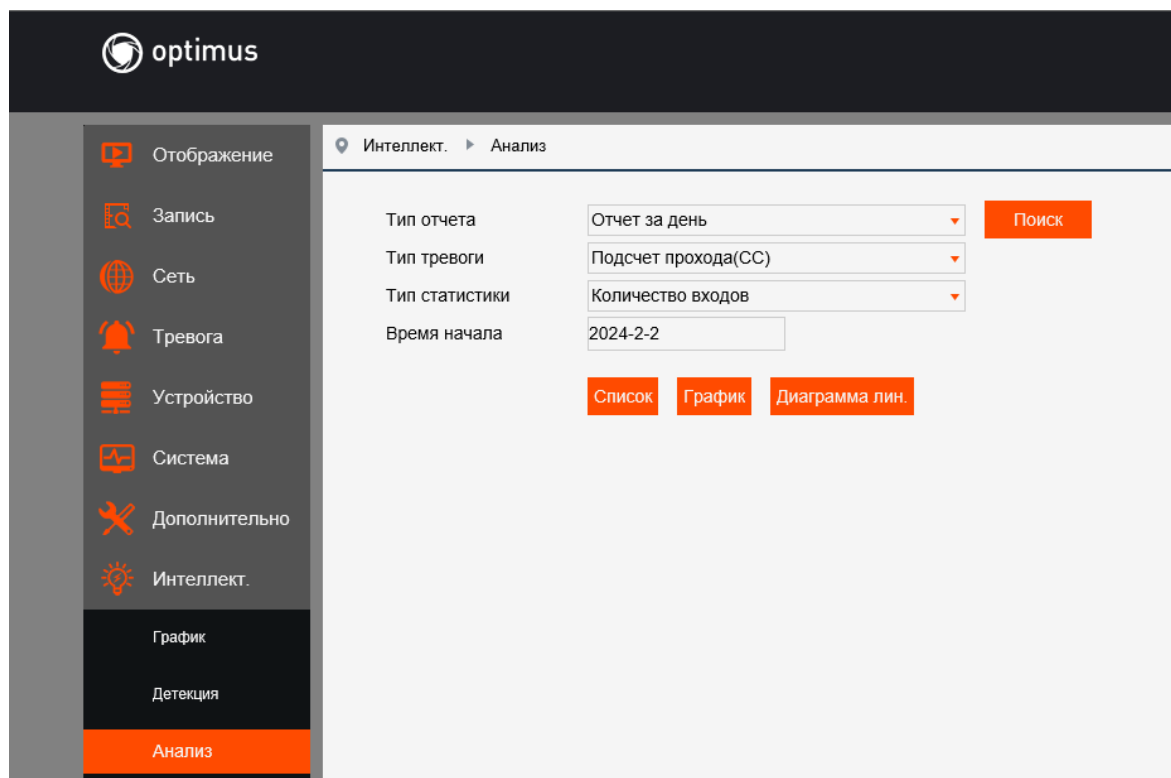 optimus
Отображение
Запись
Сеть
Тревога
Устройство
Система
Дополнительно
Интеллект.
График
Детекция
Анализ
Интеллект. Анализ
Тип отчета Отчет за день Поиск
Тип тревоги Подсчет прохода(CC)
Тип статистики Количество входов
Время начала 2024-2-2
Список График Диаграмма лин.